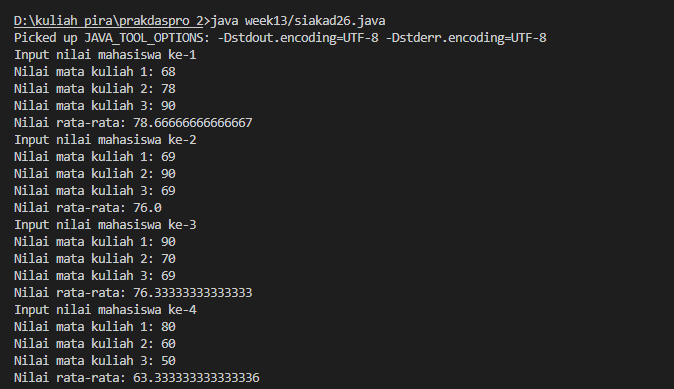 D:\kuliah pira\prakdaspro 2>java week13/siakad26.java
Picked up JAVA_TOOL_OPTIONS: -Dstdout.encoding=UTF-8 -Dstderr.encoding=UTF-8
Input nilai mahasiswa ke-1
Nilai mata kuliah 1: 68
Nilai mata kuliah 2: 78
Nilai mata kuliah 3: 90
Nilai rata-rata: 78.66666666666667
Input nilai mahasiswa ke-2
Nilai mata kuliah 1: 69
Nilai mata kuliah 2: 90
Nilai mata kuliah 3: 69
Nilai rata-rata: 76.0
Input nilai mahasiswa ke-3
Nilai mata kuliah 1: 90
Nilai mata kuliah 2: 70
Nilai mata kuliah 3: 69
Nilai rata-rata: 76.33333333333333
Input nilai mahasiswa ke-4
Nilai mata kuliah 1: 80
Nilai mata kuliah 2: 60
Nilai mata kuliah 3: 50
Nilai rata-rata: 63.333333333333336